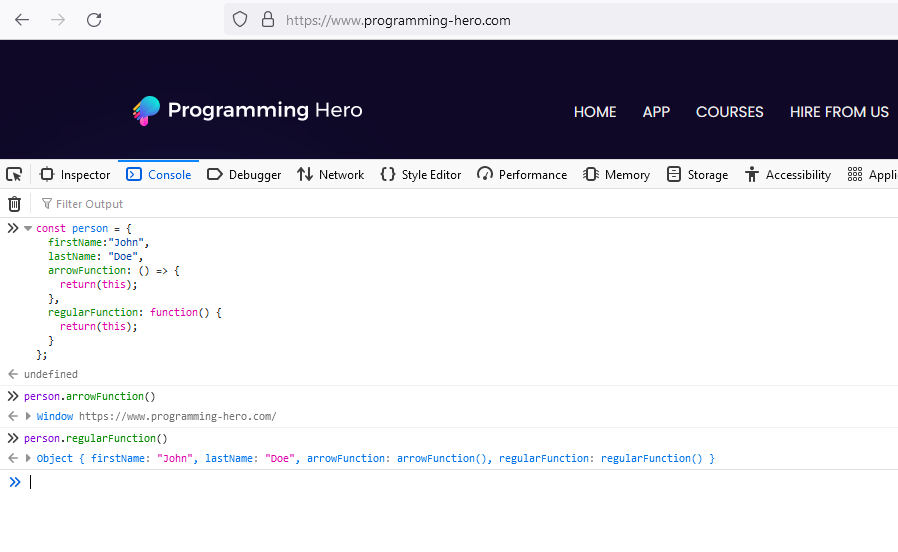 https://www.programming-hero.com
Programming Hero
HOME APP COURSES HIRE FROM US
Inspector Console Debugger Network Style Editor Performance Memory Storage Accessibility Appli
Filter Output
const person = {
firstName:"John",
lastName: "Doe",
arrowFunction: () => {
return(this);
},
regularFunction: function() {
return(this);
}
};
undefined
person.arrowFunction()
Window https://www.programming-hero.com/
person.regularFunction()
Object { firstName: "John", lastName: "Doe", arrowFunction: arrowFunction(), regularFunction: regularFunction() }